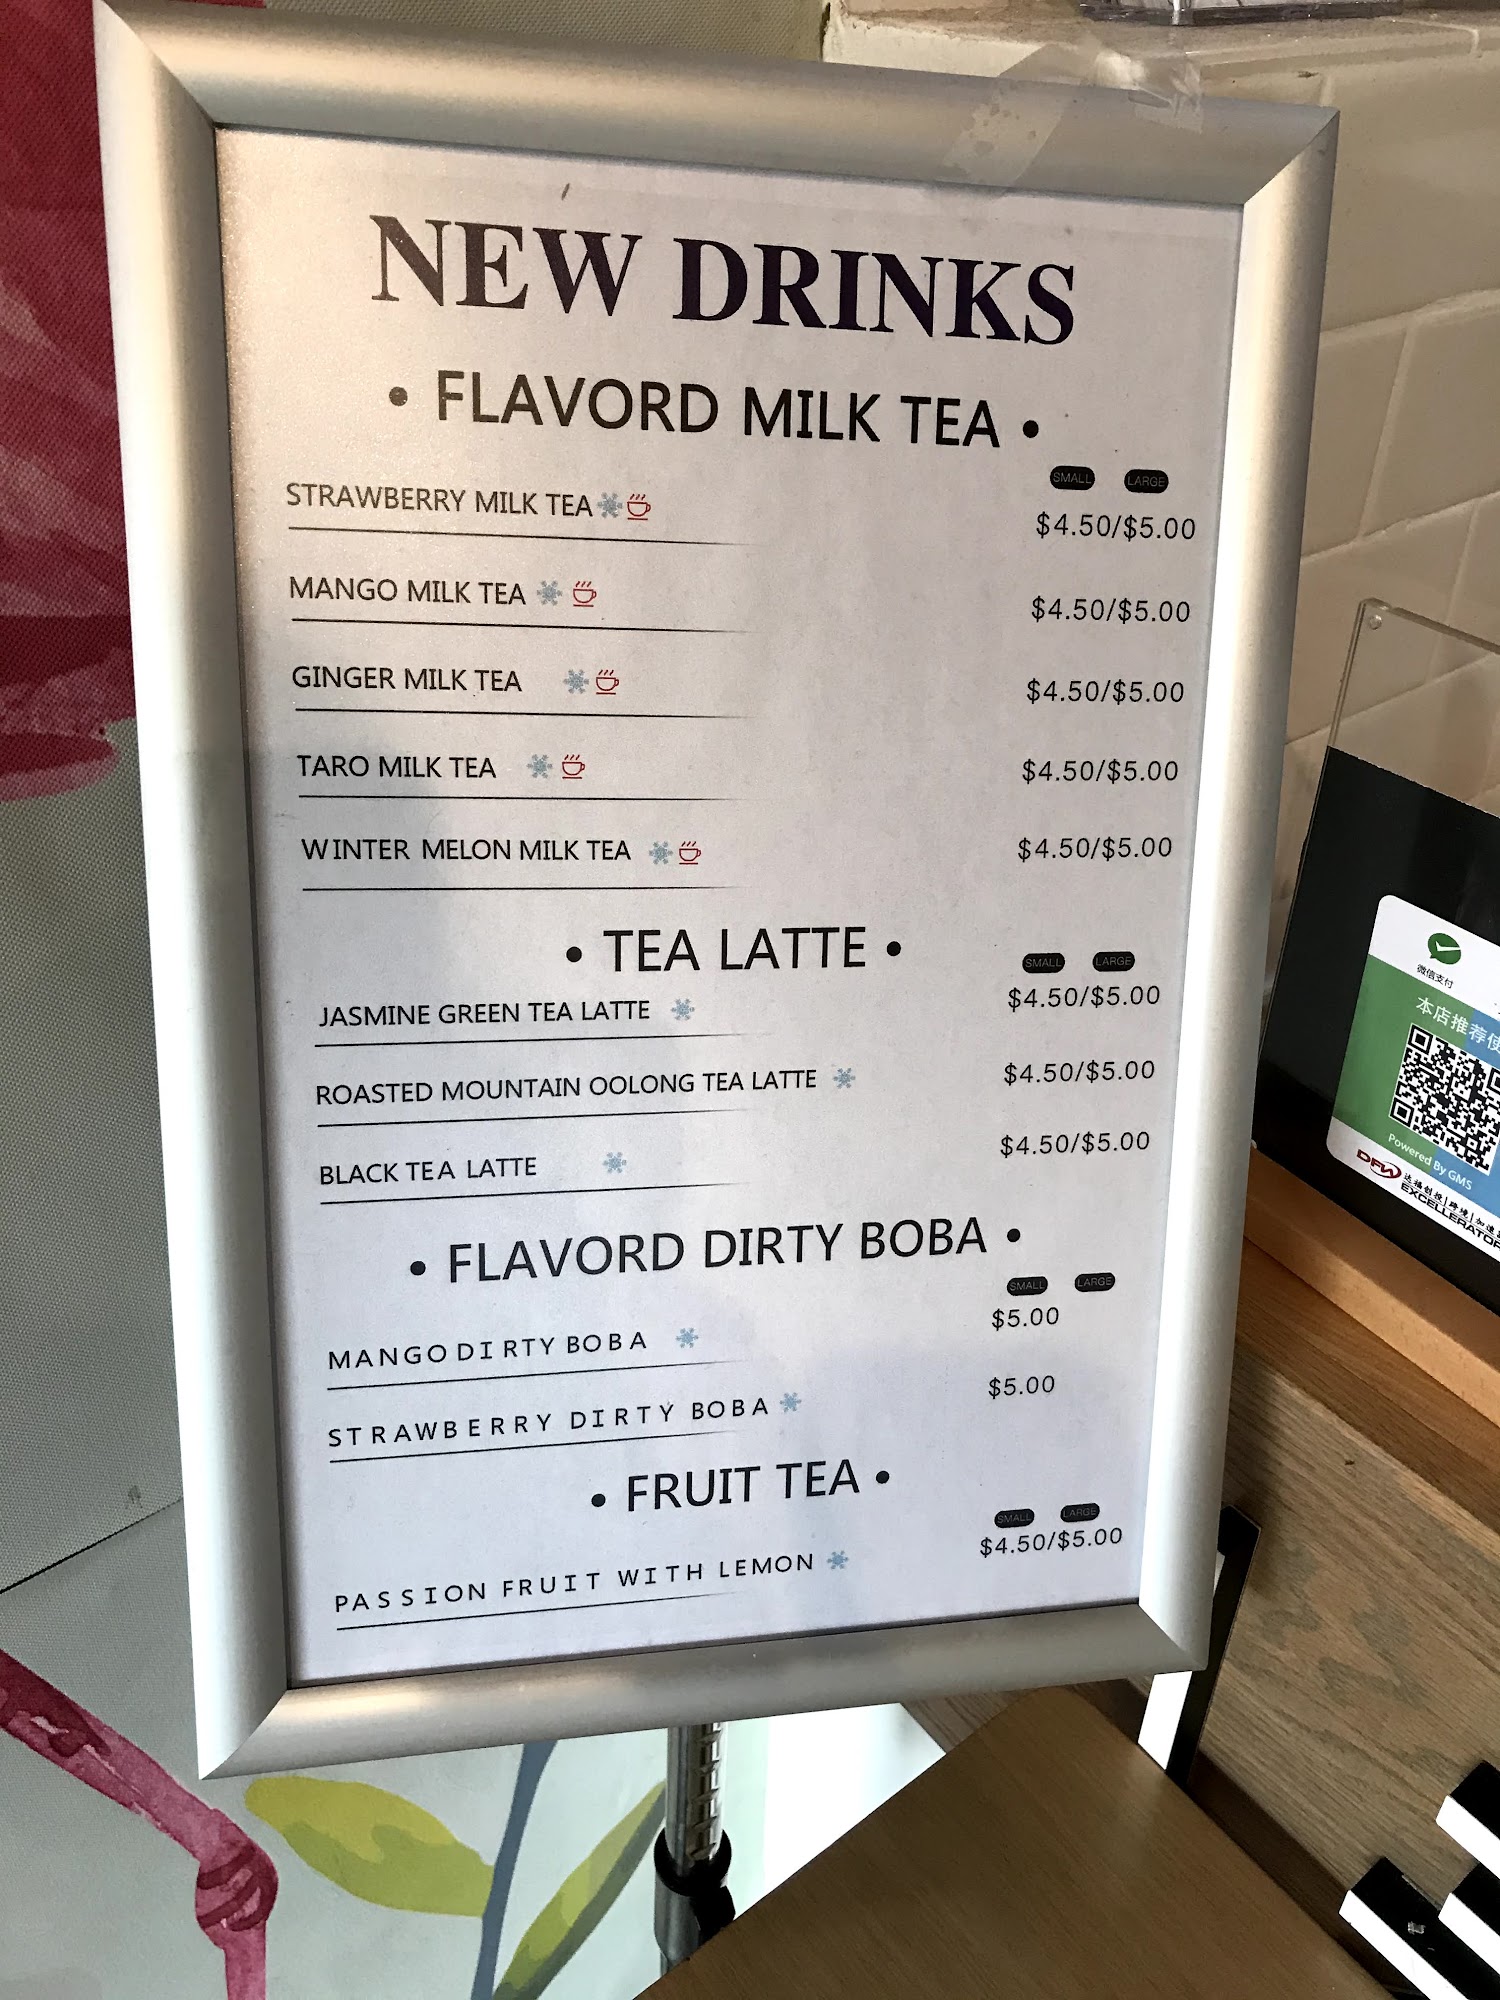 NEW DRINKS
• FLAVORD MILK TEA •
SMALL LARGE
STRAWBERRY MILK TEA $4.50/$5.00
MANGO MILK TEA $4.50/$5.00
GINGER MILK TEA $4.50/$5.00
TARO MILK TEA $4.50/$5.00
WINTER MELON MILK TEA $4.50/$5.00
• TEA LATTE •
SMALL LARGE
JASMINE GREEN TEA LATTE $4.50/$5.00
ROASTED MOUNTAIN OOLONG TEA LATTE $4.50/$5.00
BLACK TEA LATTE $4.50/$5.00
• FLAVORD DIRTY BOBA •
SMALL LARGE
MANGO DIRTY BOBA $5.00
STRAWBERRY DIRTY BOBA $5.00
• FRUIT TEA •
SMALL LARGE
PASSION FRUIT WITH LEMON $4.50/$5.00
微信支付
本店推荐使
Powered By GMS
DFW
EXCELLERATOR